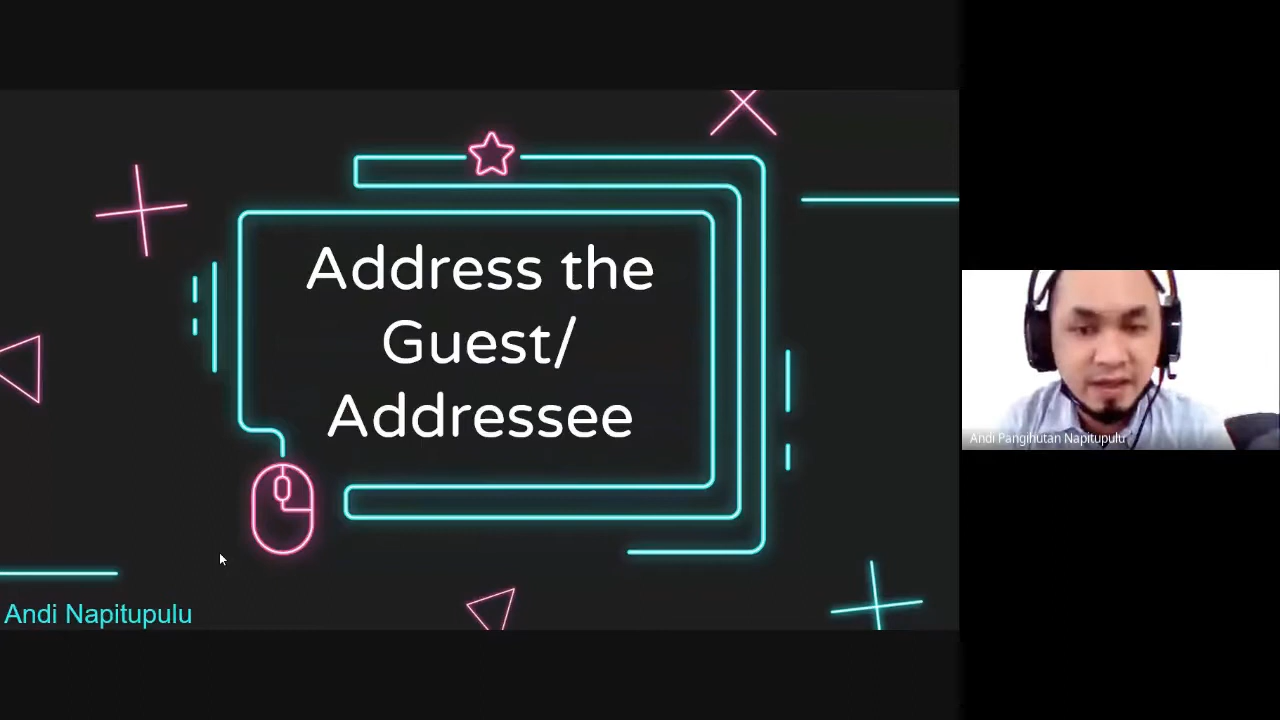 Address the
Guest/
Addressee
Andi Napitupulu
Andi Pangihutan Napitupulu